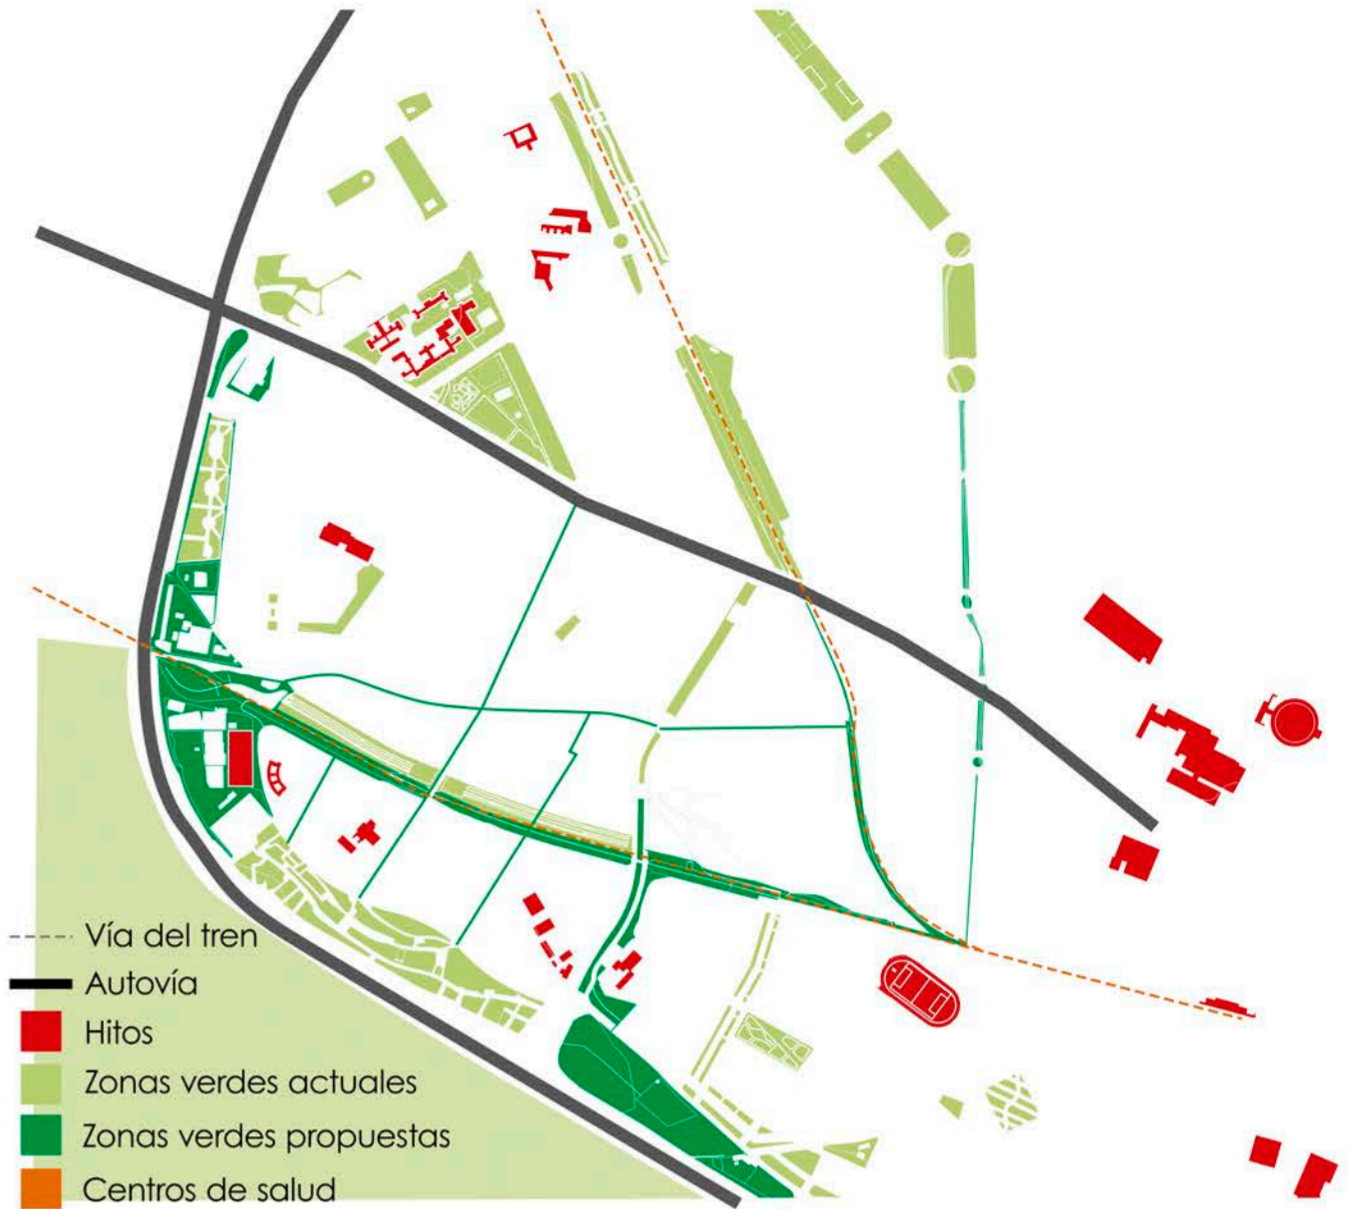 Vía del tren
Autovía
Hitos
Zonas verdes actuales
Zonas verdes propuestas
Centros de salud